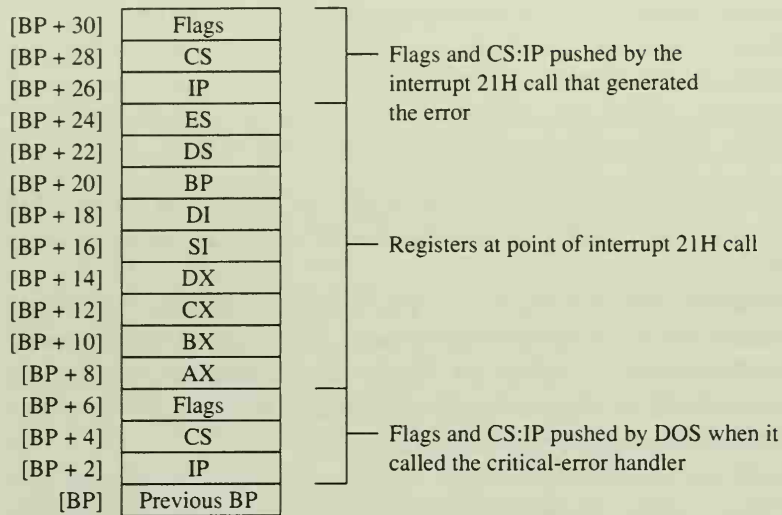 [BP + 30] Flags
[BP + 28] CS
[BP + 26] IP
Flags and CS:IP pushed by the
interrupt 21H call that generated
the error
[BP + 24] ES
[BP + 22] DS
[BP + 20] BP
[BP + 18] DI
[BP + 16] SI
[BP + 14] DX
[BP + 12] CX
[BP + 10] BX
[BP + 8] AX
Registers at point of interrupt 21H call
[BP + 6] Flags
[BP + 4] CS
[BP + 2] IP
Flags and CS:IP pushed by DOS when it
called the critical-error handler
[BP] Previous BP